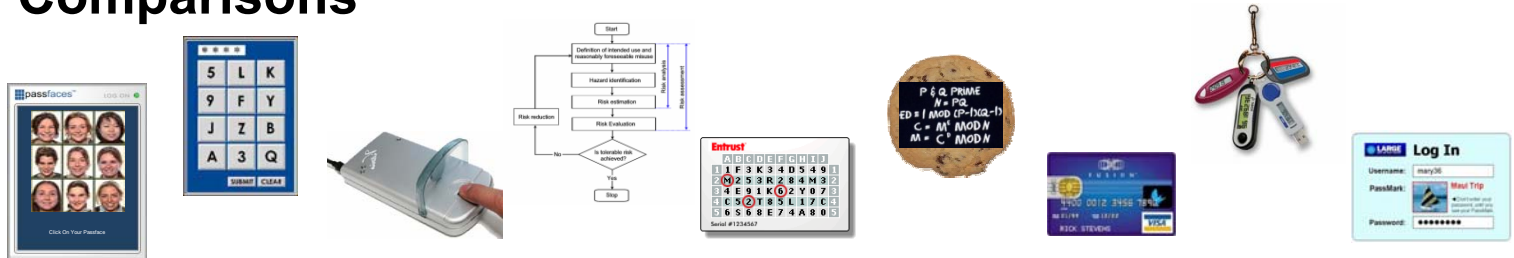 Comparisons
passfaces™
LOG ON
Click On Your Passface
* * * *
5 L K
9 F Y
J Z B
A 3 Q
SUBMIT CLEAR
Start
Definition of intended use and
reasonably foreseeable misuse
Hazard identification
Risk estimation
Risk Evaluation
Is tolerable risk
achieved?
Risk reduction
No
Yes
Stop
Risk analysis
Risk assessment
Entrust
A B C D E F G H I J
1 1 F 3 K 3 4 D 5 4 9 1
2 M 2 5 3 R 2 8 4 M 3 2
3 4 E 9 1 K 6 2 Y 0 7 3
4 C 5 2 T 8 5 L 1 7 C 4
5 6 S 6 8 E 7 4 A 8 0 5
Serial #1234567
P & Q PRIME
N = PQ
ED ≡ 1 MOD (P-1)(Q-1)
C = M^E MOD N
M = C^D MOD N
FUSION
4900 0012 3456 7890
RICK STEVENS
VISA
LARGE
Log In
Username: mary36
PassMark:
Maui Trip
Password: ●●●●●●●●